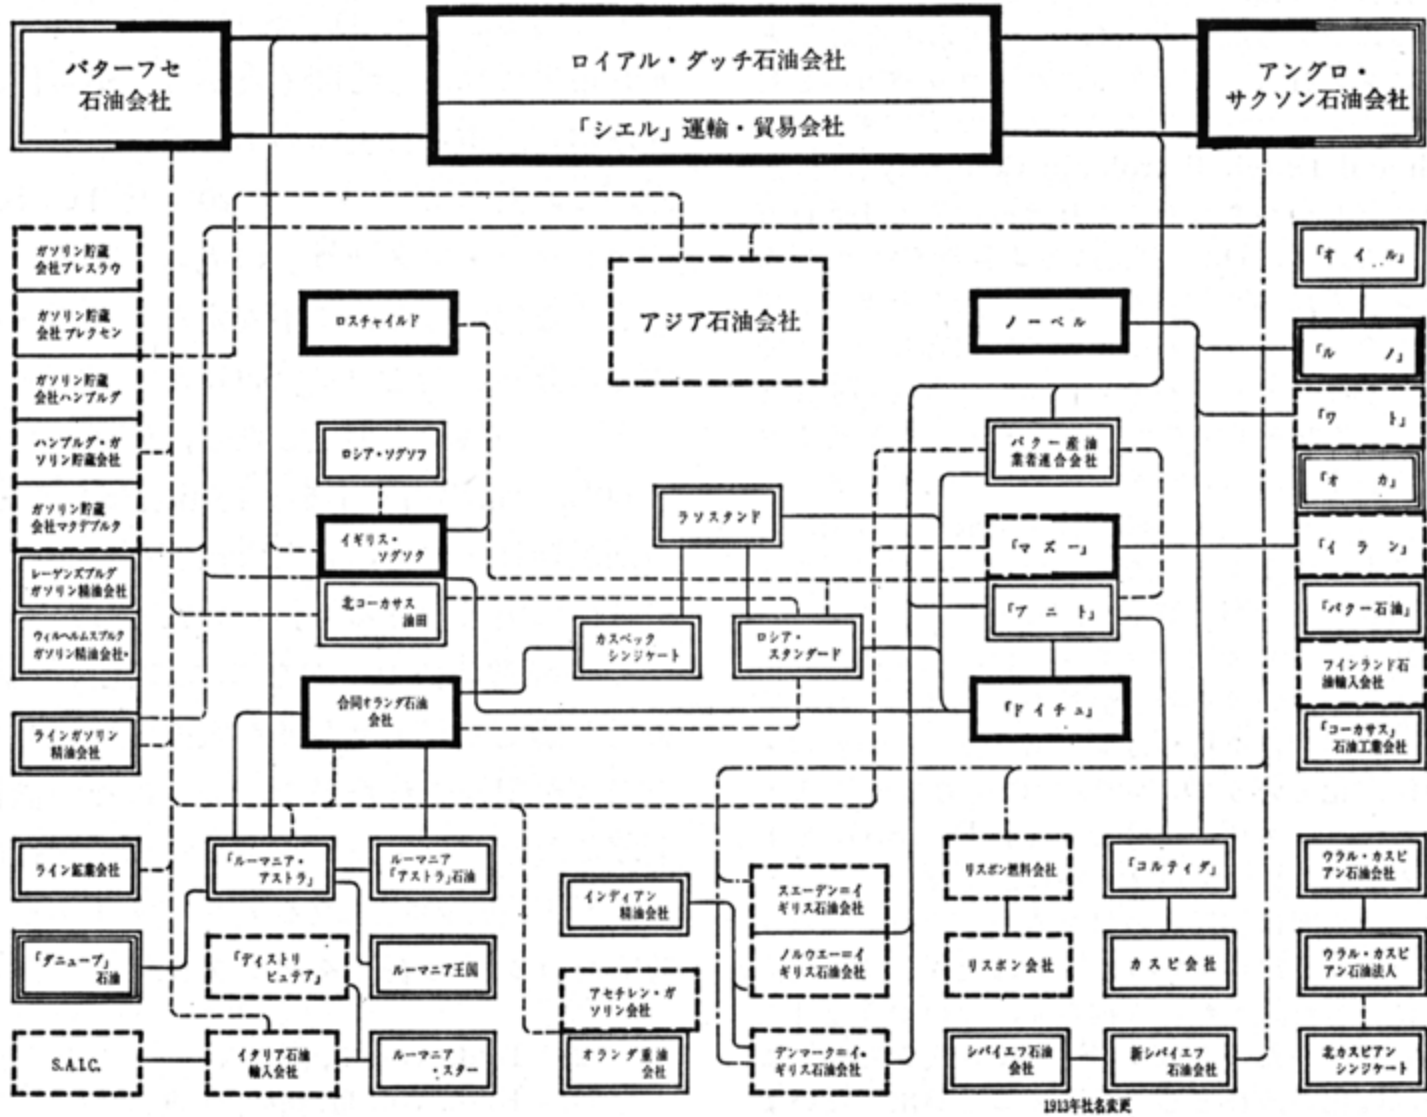 バターフセ
石油会社
ロイアル・ダッチ石油会社
「シエル」運輸・貿易会社
アングロ・
サクソン石油会社
ガソリン貯蔵
会社ブレスラウ
ガソリン貯蔵
会社ブレクセン
ガソリン貯蔵
会社ハンブルグ
ハンブルグ・ガ
ソリン貯蔵会社
ガソリン貯蔵
会社マクデブルク
レーゲンズブルグ
ガソリン精油会社
ウィルヘルムスブルク
ガソリン精油会社
ラインガソリン
精油会社
ライン鉱業会社
「ダニューブ」
石油
S.A.I.C.
ロスチャイルド
ロシア・ソグソフ
イギリス・
ソグソク
北コーカサス
油田
合同オランダ石油
会社
「ルーマニア・
アストラ」
ルーマニア
「アストラ」石油
「ディストリ
ビュテア」
ルーマニア王国
イタリア石油
輸入会社
ルーマニア
・スター
アジア石油会社
ラソスタンド
カスベック
シンジケート
ロシア・
スタンダード
インディアン
精油会社
アセチレン・ガ
ソリン会社
オランダ重油
会社
スエーデン=イ
ギリス石油会社
ノルウエー=イ
ギリス石油会社
デンマーク=イ
ギリス石油会社
ノーベル
バクー産油
業者連合会社
「マズー」
「ブニト」
「ドイチュ」
リスボン燃料会社
リスボン会社
シバイエフ石油
会社
「コルティダ」
カスピ会社
新シバイエフ
石油会社
1913年社名変更
「オイル」
「ルノ」
「ワト」
「オカ」
「イラン」
「バクー石油」
フインランド石
油輸入会社
「コーカサス」
石油工業会社
ウラル・カスピ
アン石油会社
ウラル・カスピ
アン石油法人
北カスピアン
シンジケート